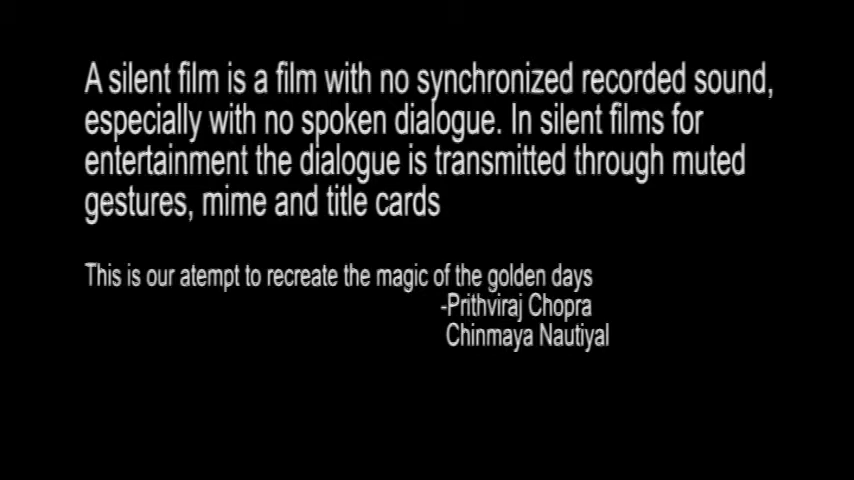 A silent film is a film with no synchronized recorded sound,
especially with no spoken dialogue. In silent films for
entertainment the dialogue is transmitted through muted
gestures, mime and title cards
This is our atempt to recreate the magic of the golden days
-Prithviraj Chopra
Chinmaya Nautiyal